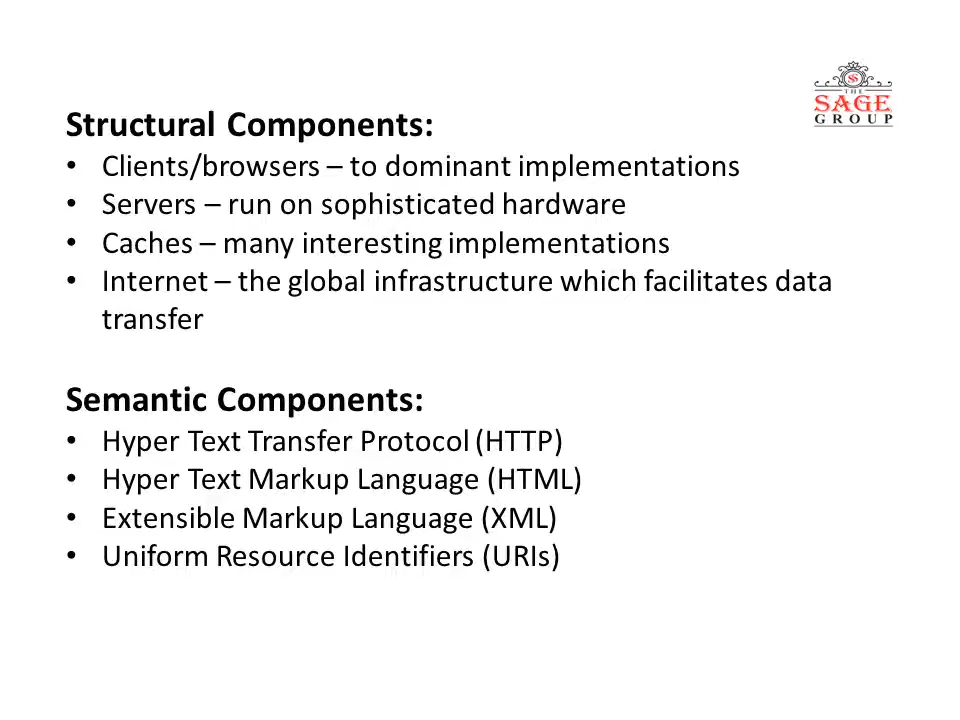 SS
THE
SAGE
GROUP
Structural Components:
• Clients/browsers – to dominant implementations
• Servers – run on sophisticated hardware
• Caches – many interesting implementations
• Internet – the global infrastructure which facilitates data
transfer
Semantic Components:
• Hyper Text Transfer Protocol (HTTP)
• Hyper Text Markup Language (HTML)
• Extensible Markup Language (XML)
• Uniform Resource Identifiers (URIs)